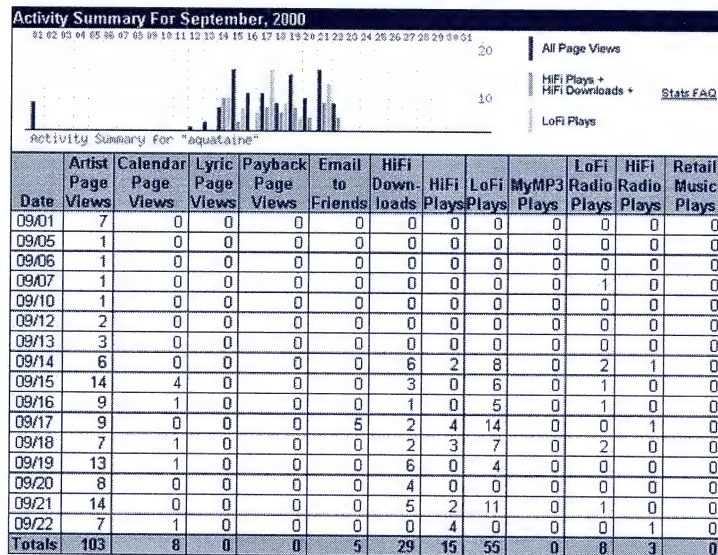 Activity Summary For September, 2000
01 02 03 04 05 06 07 08 09 10 11 12 13 14 15 16 17 18 19 20 21 22 23 24 25 26 27 28 29 30 31
20
10
All Page Views
HiFi Plays +
HiFi Downloads +
Stats FAQ
LoFi Plays
Activity Summary for "aquataine"
Date Artist Page Views Calendar Page Views Lyric Page Views Payback Page Views Email to Friends HiFi Down- loads HiFi Plays LoFi Plays MyMP3 Plays LoFi Radio Plays HiFi Radio Plays Retail Music Plays
09/01 7 0 0 0 0 0 0 0 0 0 0 0
09/05 1 0 0 0 0 0 0 0 0 0 0 0
09/06 1 0 0 0 0 0 0 0 0 0 0 0
09/07 1 0 0 0 0 0 0 0 0 1 0 0
09/10 1 0 0 0 0 0 0 0 0 0 0 0
09/12 2 0 0 0 0 0 0 0 0 0 0 0
09/13 3 0 0 0 0 0 0 0 0 0 0 0
09/14 6 0 0 0 0 6 2 8 0 2 1 0
09/15 14 4 0 0 0 3 0 6 0 1 0 0
09/16 9 1 0 0 0 1 0 5 0 1 0 0
09/17 9 0 0 0 5 2 4 14 0 0 1 0
09/18 7 1 0 0 0 2 3 7 0 2 0 0
09/19 13 1 0 0 0 6 0 4 0 0 0 0
09/20 8 0 0 0 0 4 0 0 0 0 0 0
09/21 14 0 0 0 0 5 2 11 0 1 0 0
09/22 7 1 0 0 0 0 4 0 0 0 1 0
Totals 103 8 0 0 5 29 15 55 0 8 3 0